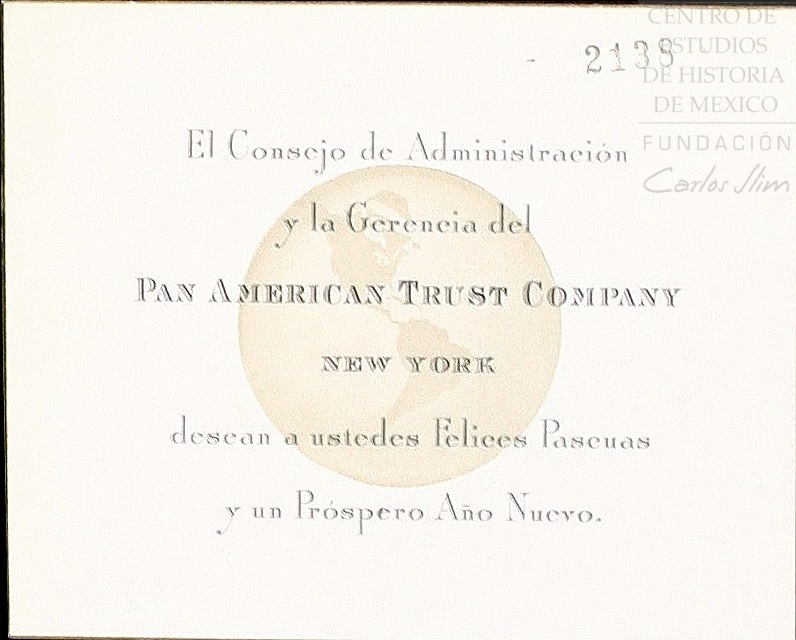 CENTRO DE
ESTUDIOS
DE HISTORIA
DE MEXICO
FUNDACIÓN
Carlos Slim
- 2135
El Consejo de Administración
y la Gerencia del
PAN AMERICAN TRUST COMPANY
NEW YORK
desean a ustedes Felices Pascuas
y un Próspero Año Nuevo.